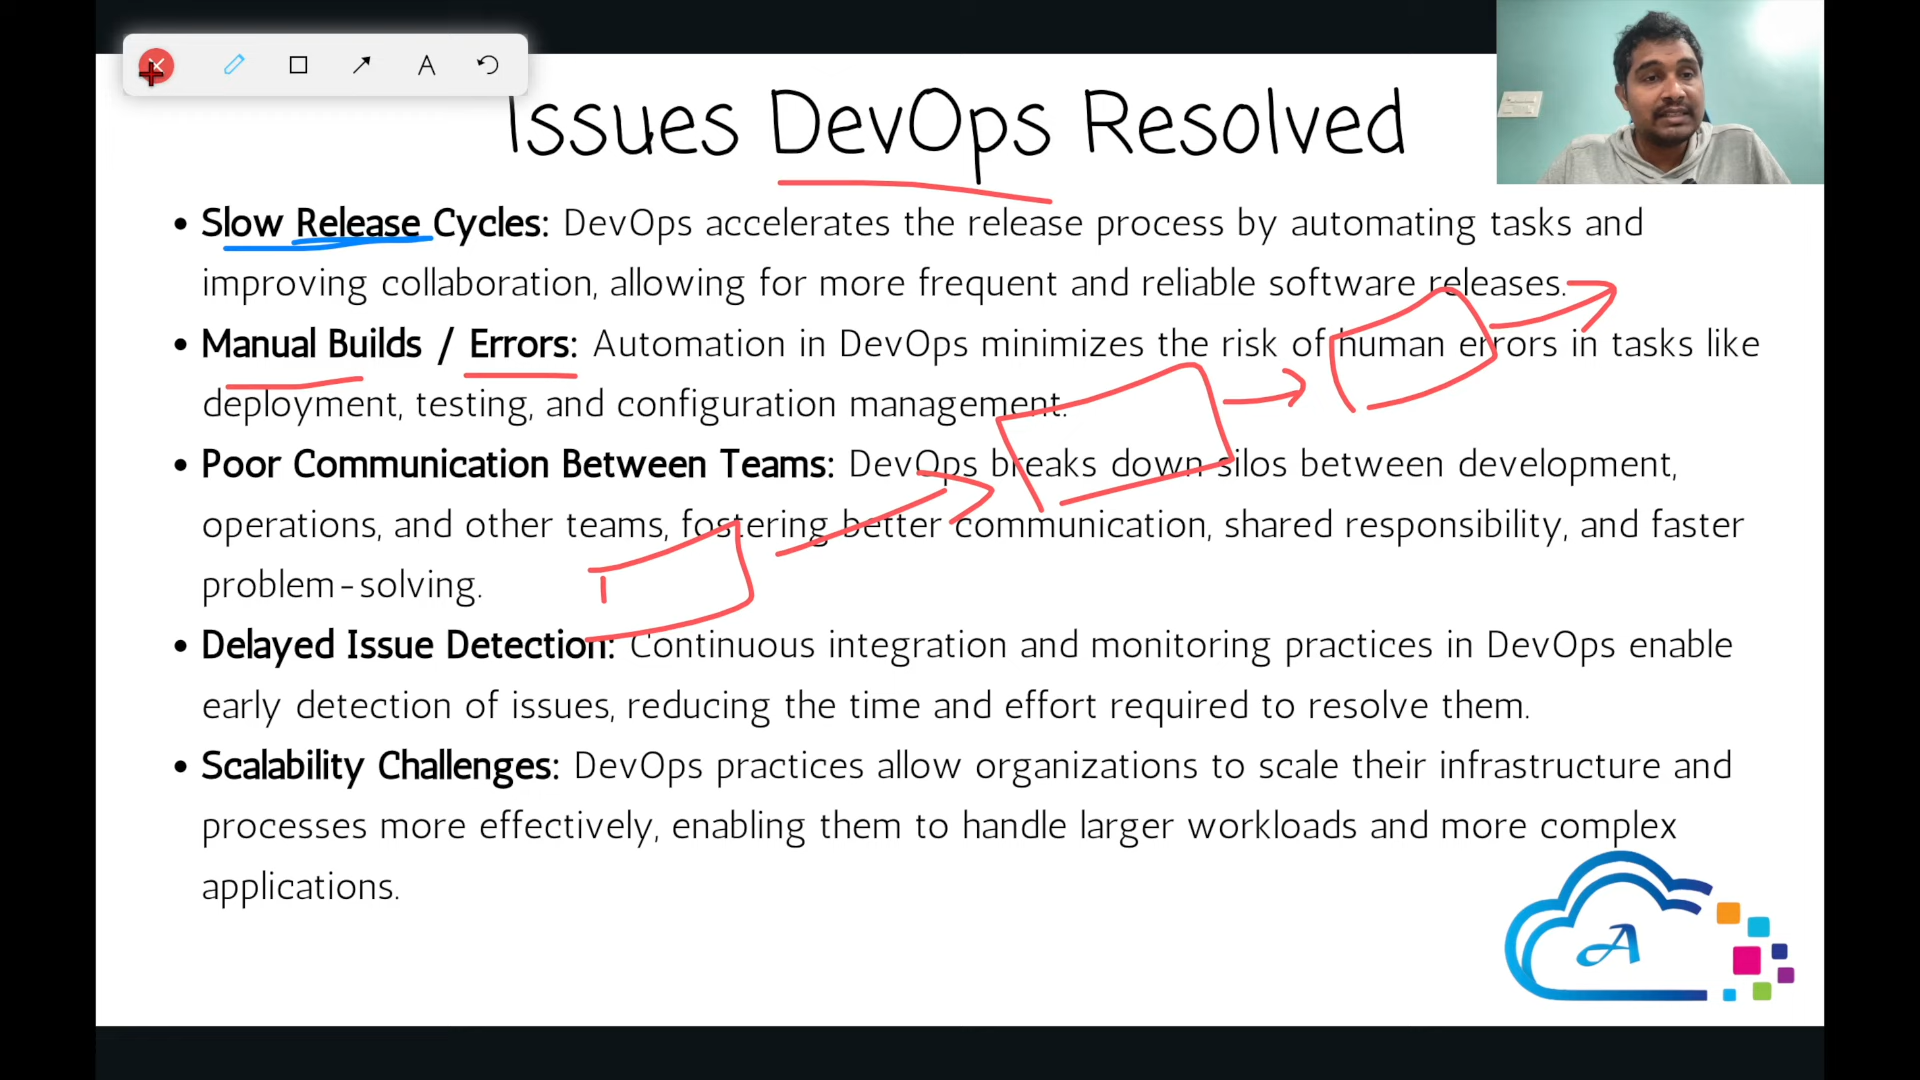 A
Issues DevOps Resolved
• Slow Release Cycles: DevOps accelerates the release process by automating tasks and
improving collaboration, allowing for more frequent and reliable software releases.
• Manual Builds / Errors: Automation in DevOps minimizes the risk of human errors in tasks like
deployment, testing, and configuration management.
• Poor Communication Between Teams: DevOps breaks down silos between development,
operations, and other teams, fostering better communication, shared responsibility, and faster
problem-solving.
• Delayed Issue Detection: Continuous integration and monitoring practices in DevOps enable
early detection of issues, reducing the time and effort required to resolve them.
• Scalability Challenges: DevOps practices allow organizations to scale their infrastructure and
processes more effectively, enabling them to handle larger workloads and more complex
applications.
A